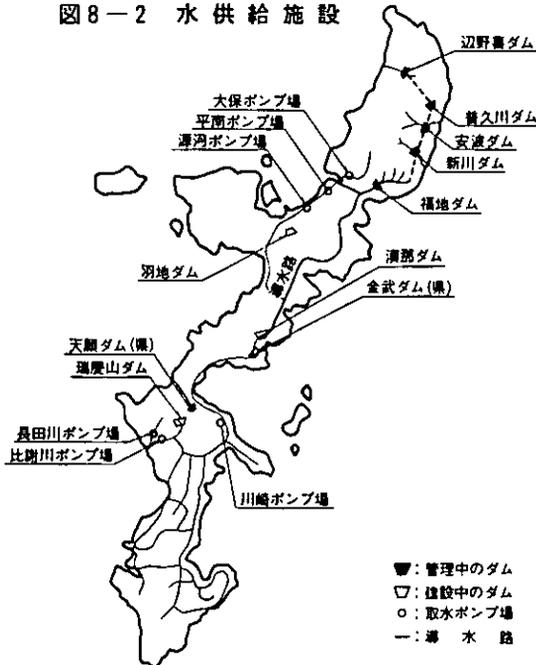 図8―2 水供給施設
辺野喜ダム
大保ポンプ場
平南ポンプ場
源河ポンプ場
普久川ダム
安波ダム
新川ダム
福地ダム
羽地ダム
導水路
漢那ダム
金武ダム(県)
天願ダム(県)
瑞慶山ダム
長田川ポンプ場
比謝川ポンプ場
川崎ポンプ場
:管理中のダム
:建設中のダム
:取水ポンプ場
:導水路